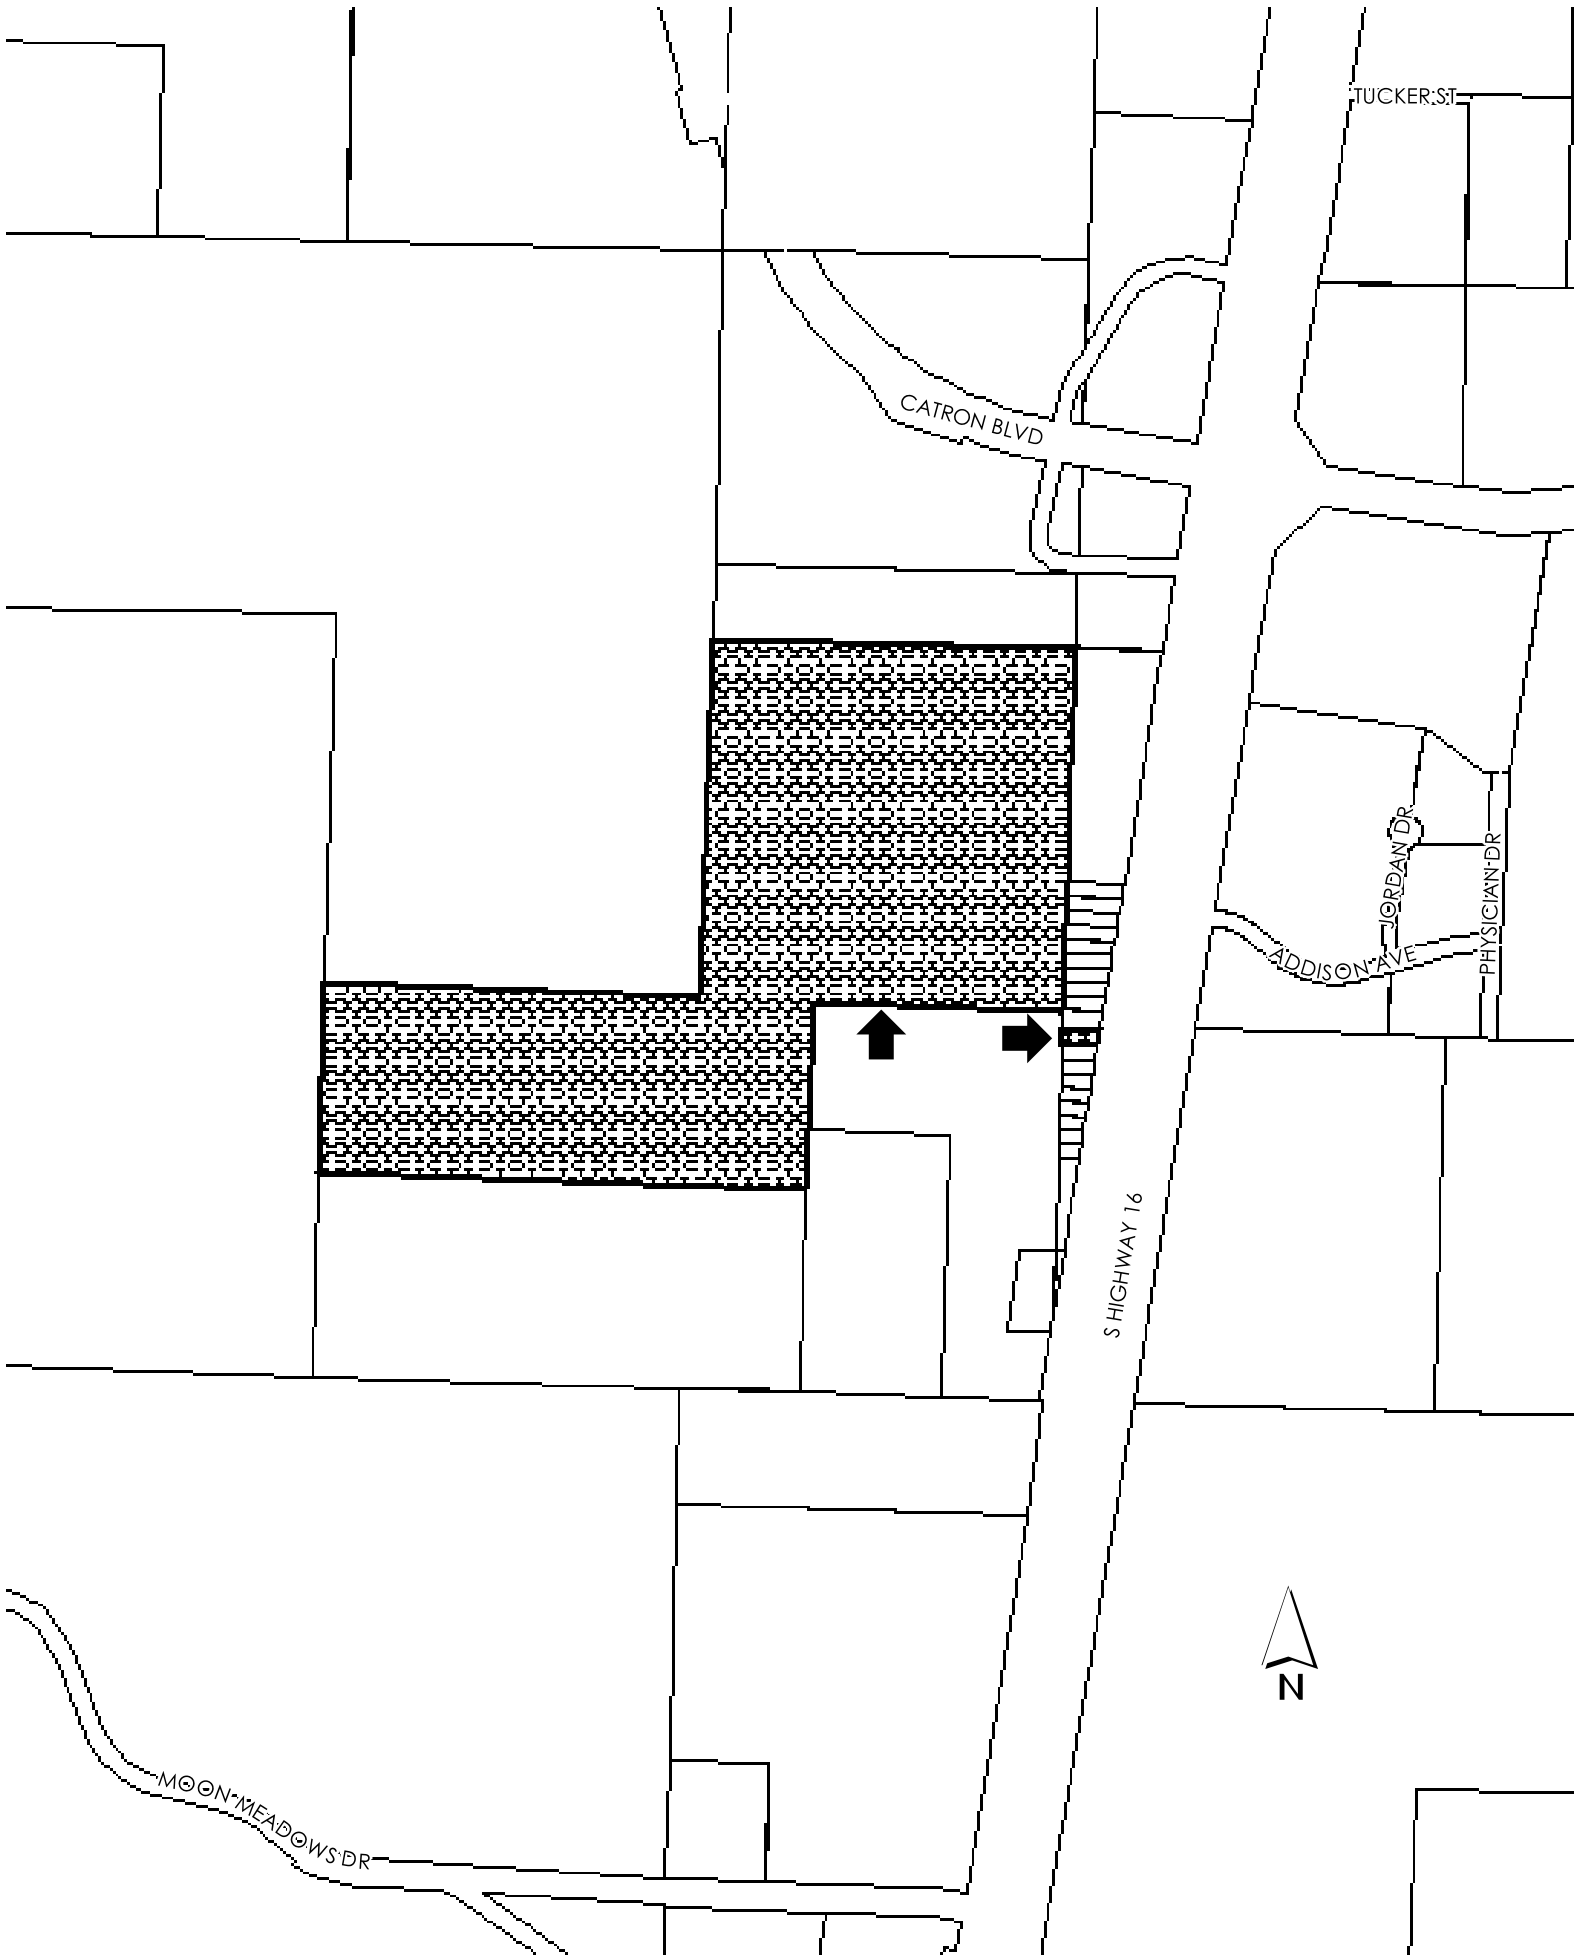 TUCKER ST
CATRON BLVD
JORDAN DR
PHYSICIAN DR
ADDISON AVE
S HIGHWAY 16
N
MOON MEADOWS DR